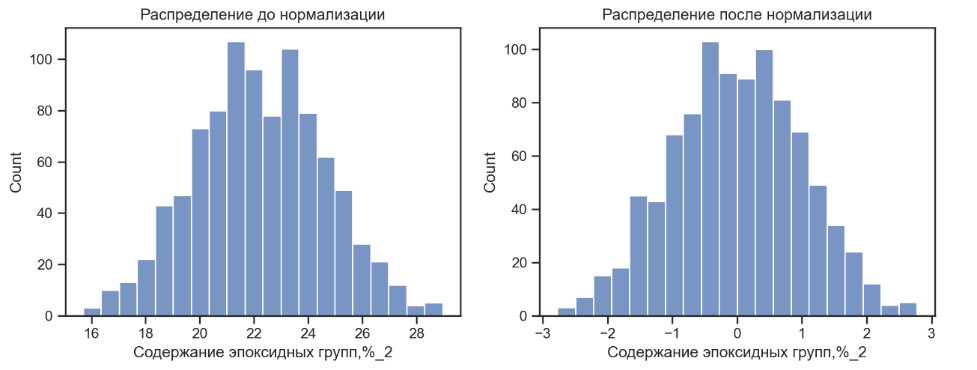 Распределение до нормализации
Count
100
80
60
40
20
0
16 18 20 22 24 26 28
Содержание эпоксидных групп,%_2
Распределение после нормализации
Count
100
80
60
40
20
0
−3 −2 −1 0 1 2 3
Содержание эпоксидных групп,%_2